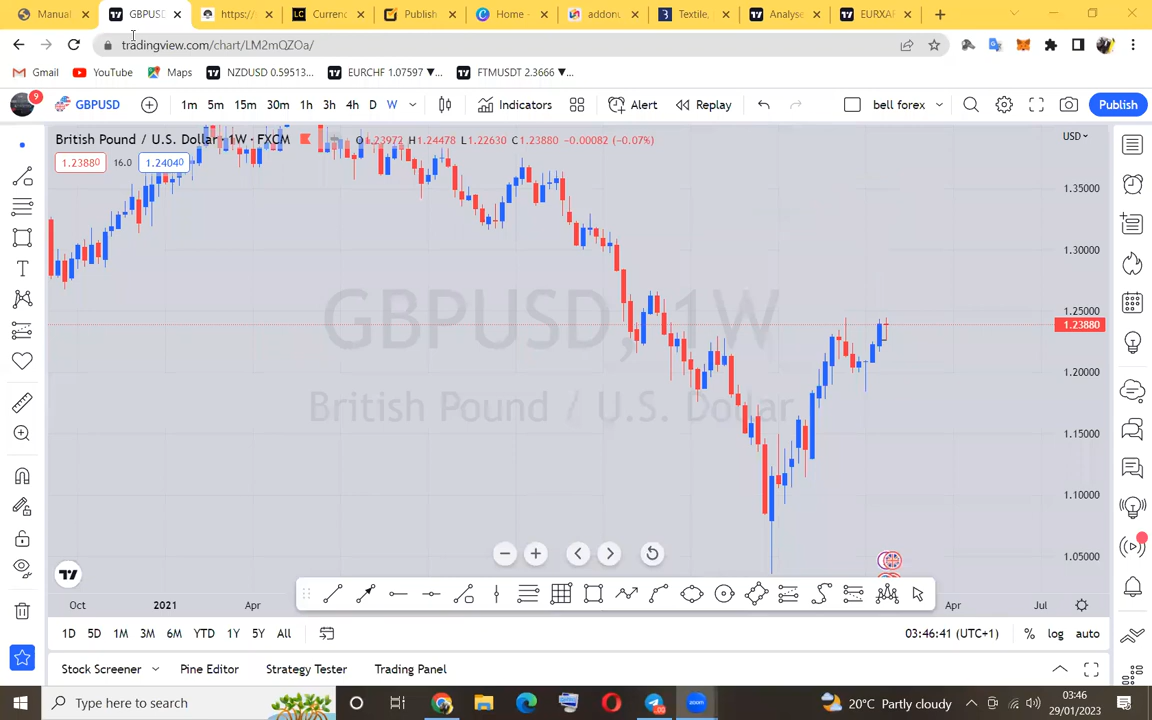 Manual
GBPUSD
https://
Currenc
Publish
Home -
addonu
Textile,
Analyse
EURXAF
tradingview.com/chart/LM2mQZOa/
Gmail
YouTube
Maps
NZDUSD 0.59513...
EURCHF 1.07597 ▼...
FTMUSDT 2.3666 ▼...
9
GBPUSD
1m 5m 15m 30m 1h 3h 4h D W
Indicators
Alert
Replay
bell forex
Publish
British Pound / U.S. Dollar · 1W · FXCM
O1.23972 H1.24478 L1.22630 C1.23880 -0.00082 (-0.07%)
USD
1.23880 16.0 1.24040
1.35000
1.30000
1.25000
1.23880
1.20000
1.15000
1.10000
1.05000
GBPUSD, 1W
British Pound / U.S. Dollar
Oct 2021 Apr Apr Jul
1D 5D 1M 3M 6M YTD 1Y 5Y All
03:46:41 (UTC+1)
% log auto
Stock Screener
Pine Editor
Strategy Tester
Trading Panel
Type here to search
20°C Partly cloudy
03:46
29/01/2023